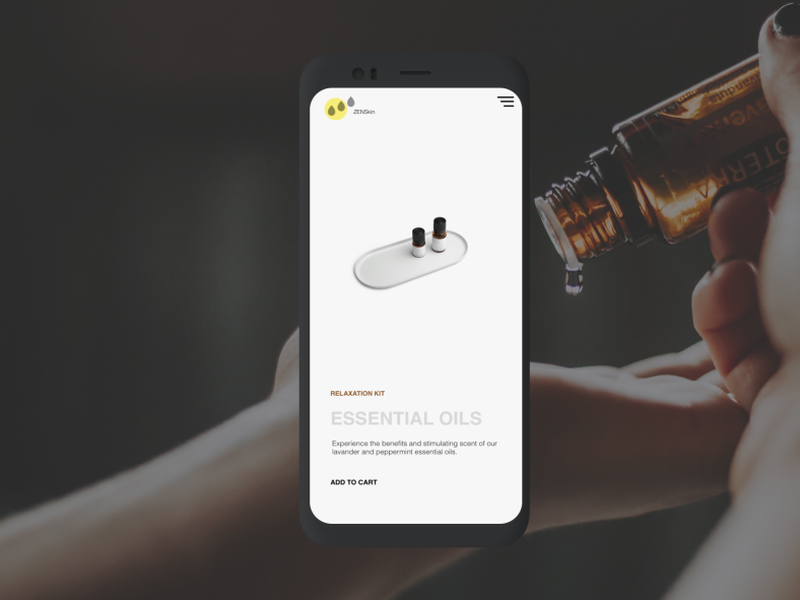 ZENSkin
RELAXATION KIT
ESSENTIAL OILS
Experience the benefits and stimulating scent of our
lavander and peppermint essential oils.
ADD TO CART